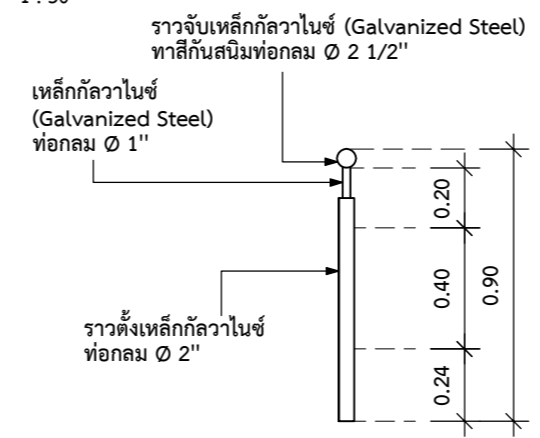 ราวจับเหล็กกัลวาไนซ์ (Galvanized Steel)
ทาสีกันสนิมท่อกลม Ø 2 1/2"
เหล็กกัลวาไนซ์
(Galvanized Steel)
ท่อกลม Ø 1"
0.20
0.40
0.90
0.24
ราวตั้งเหล็กกัลวาไนซ์
ท่อกลม Ø 2"